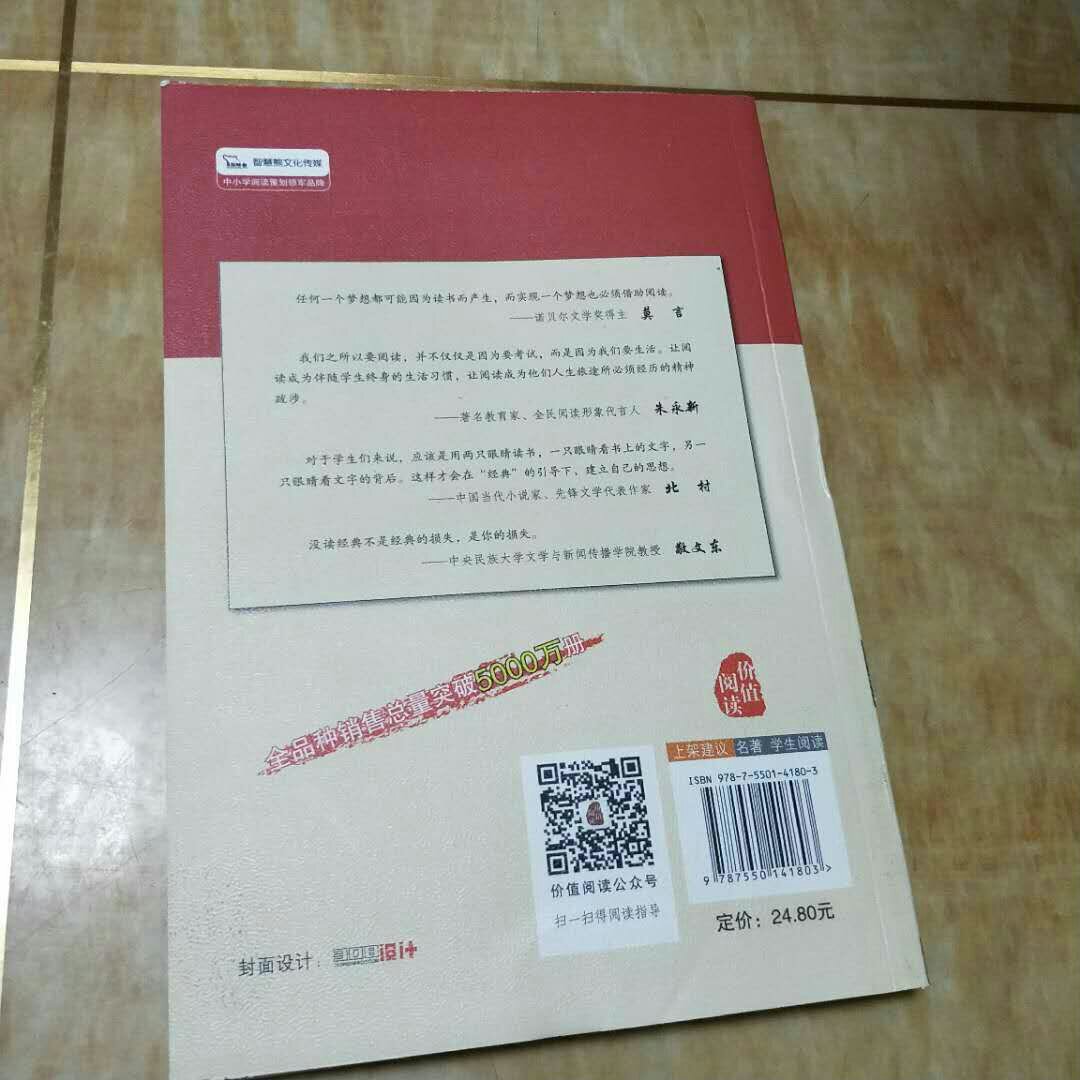 智慧熊文化传媒
中小学阅读策划领军品牌
任何一个梦想都可能因为读书而产生，而实现一个梦想也必须借助阅读。
——诺贝尔文学奖得主 莫 言
我们之所以要阅读，并不仅仅是因为要考试，而是因为我们要生活。让阅
读成为伴随学生终身的生活习惯，让阅读成为他们人生旅途所必须经历的精神
跋涉。
——著名教育家、全民阅读形象代言人 朱永新
对于学生们来说，应该是用两只眼睛读书，一只眼睛看书上的文字，另一
只眼睛看文字的背后。这样才会在“经典”的引导下，建立自己的思想。
——中国当代小说家、先锋文学代表作家 北 村
没读经典不是经典的损失，是你的损失。
——中央民族大学文学与新闻传播学院教授 敬文东
全品种销售总量突破5000万册
价值阅读
上架建议 名著 学生阅读
ISBN 978-7-5501-4180-3
9 787550 141803 >
价值阅读公众号
扫一扫得阅读指导
定价：24.80元
封面设计：
设计